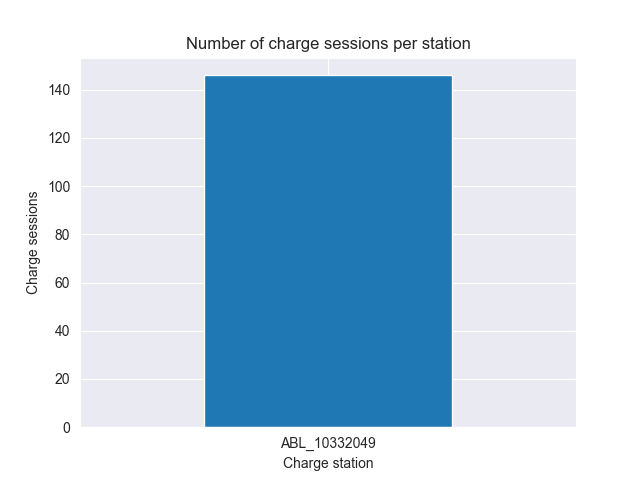 Number of charge sessions per station
Charge sessions
140
120
100
80
60
40
20
0
ABL_10332049
Charge station